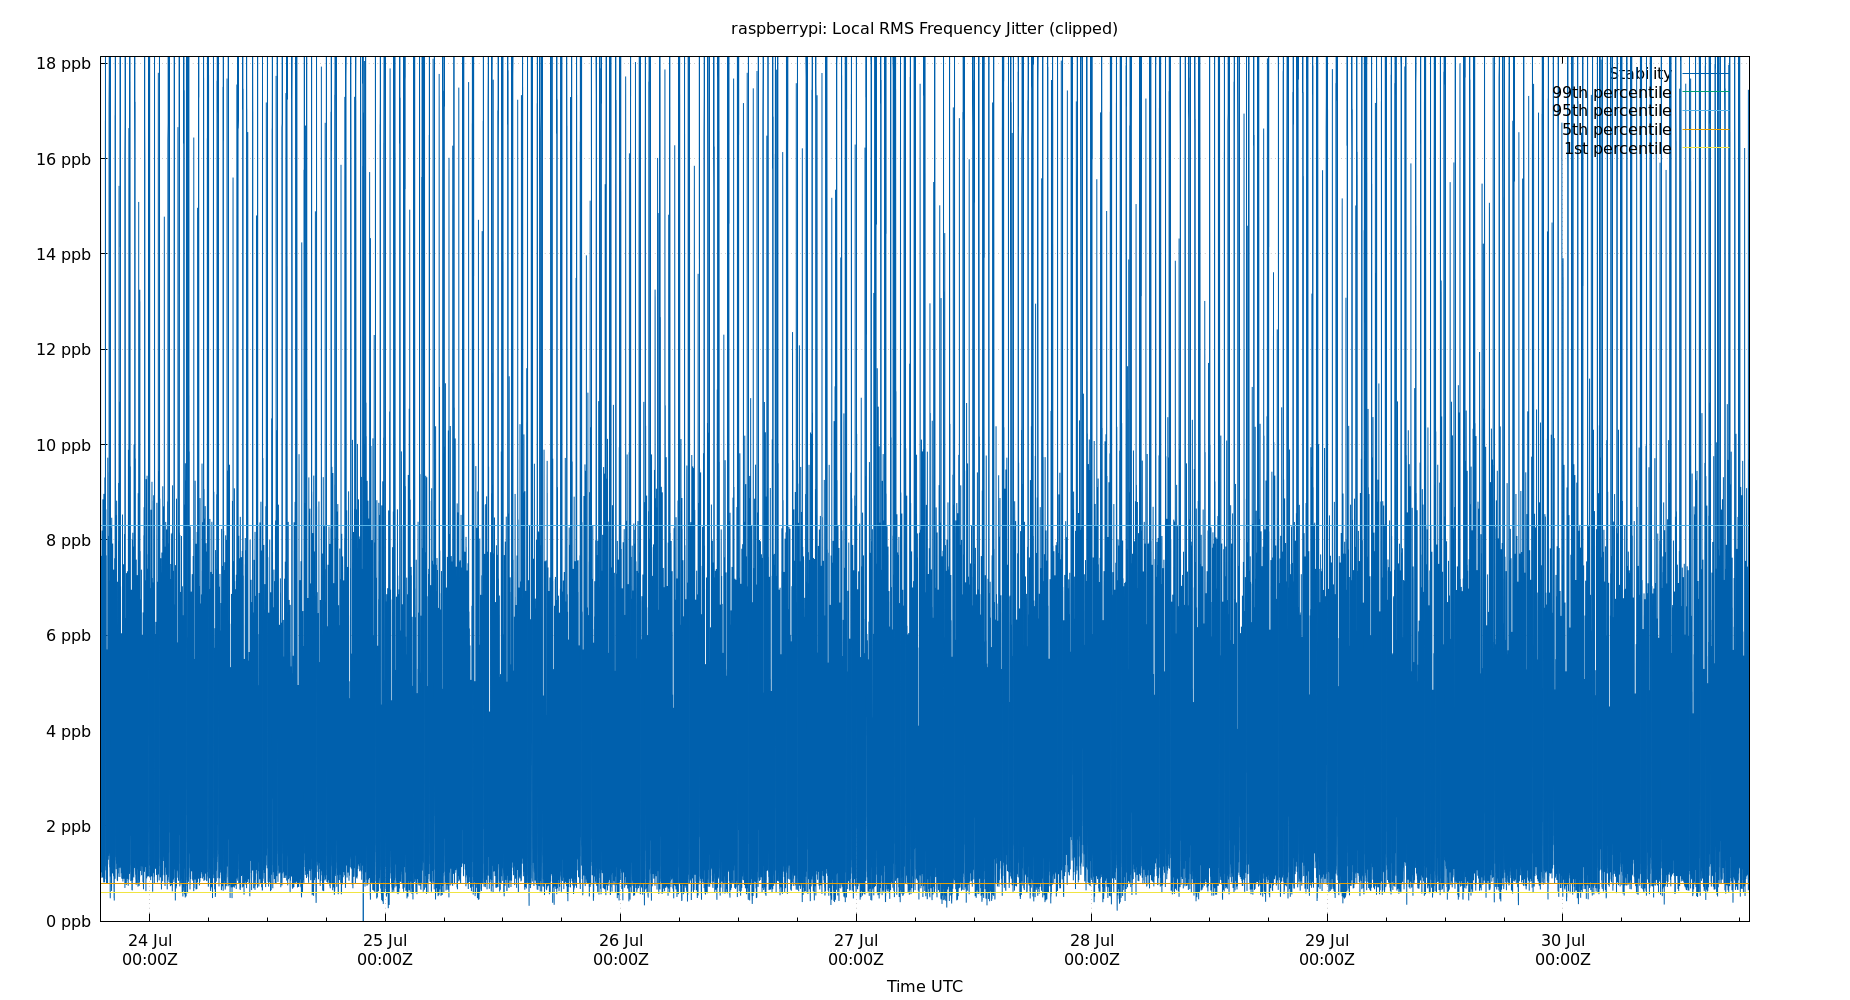 raspberrypi: Local RMS Frequency Jitter (clipped)
18 ppb
16 ppb
14 ppb
12 ppb
10 ppb
8 ppb
6 ppb
4 ppb
2 ppb
0 ppb
Stability
99th percentile
95th percentile
5th percentile
1st percentile
24 Jul
00:00Z
25 Jul
00:00Z
26 Jul
00:00Z
27 Jul
00:00Z
28 Jul
00:00Z
29 Jul
00:00Z
30 Jul
00:00Z
Time UTC